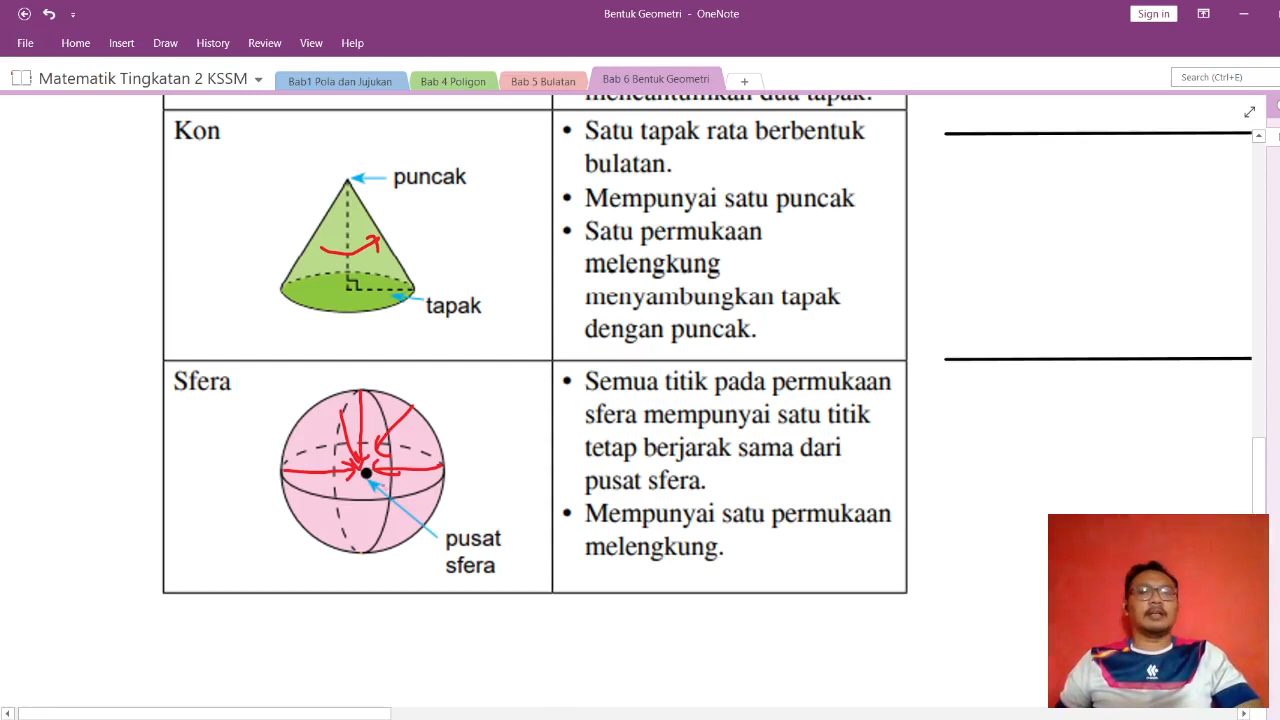 Bentuk Geometri - OneNote
Sign in
File Home Insert Draw History Review View Help
Matematik Tingkatan 2 KSSM
Bab1 Pola dan Jujukan
Bab 4 Poligon
Bab 5 Bulatan
Bab 6 Bentuk Geometri
+
Search (Ctrl+E)
mencantumkan dua tapak.
Kon
puncak
tapak
• Satu tapak rata berbentuk
bulatan.
• Mempunyai satu puncak
• Satu permukaan
melengkung
menyambungkan tapak
dengan puncak.
Sfera
pusat
sfera
• Semua titik pada permukaan
sfera mempunyai satu titik
tetap berjarak sama dari
pusat sfera.
• Mempunyai satu permukaan
melengkung.